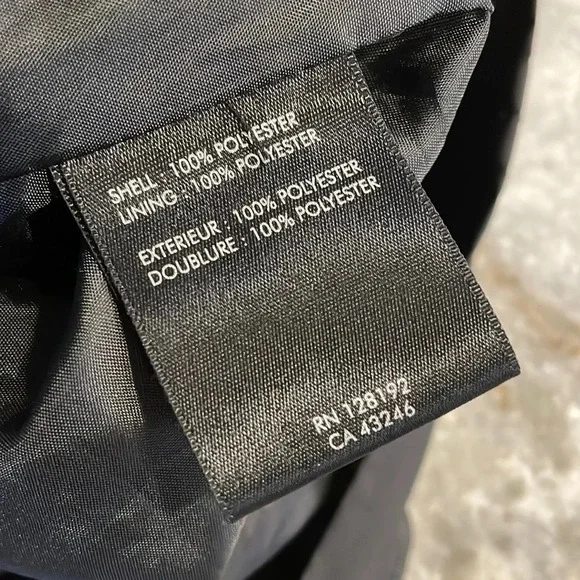 SHELL : 100% POLYESTER
LINING : 100% POLYESTER
EXTERIEUR : 100% POLYESTER
DOUBLURE : 100% POLYESTER
RN 128192
CA 43246